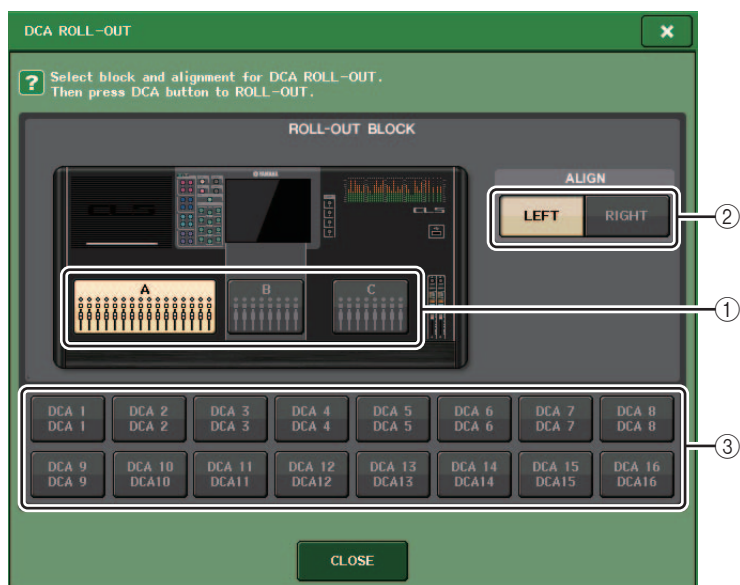 DCA ROLL-OUT
?
Select block and alignment for DCA ROLL-OUT.
Then press DCA button to ROLL-OUT.
ROLL-OUT BLOCK
YAMAHA
CL5
CL5
ALIGN
LEFT RIGHT
②
A B C
①
DCA 1 DCA 2 DCA 3 DCA 4 DCA 5 DCA 6 DCA 7 DCA 8
DCA 1 DCA 2 DCA 3 DCA 4 DCA 5 DCA 6 DCA 7 DCA 8
③
DCA 9 DCA 10 DCA 11 DCA 12 DCA 13 DCA 14 DCA 15 DCA 16
DCA 9 DCA10 DCA11 DCA12 DCA13 DCA14 DCA15 DCA16
CLOSE